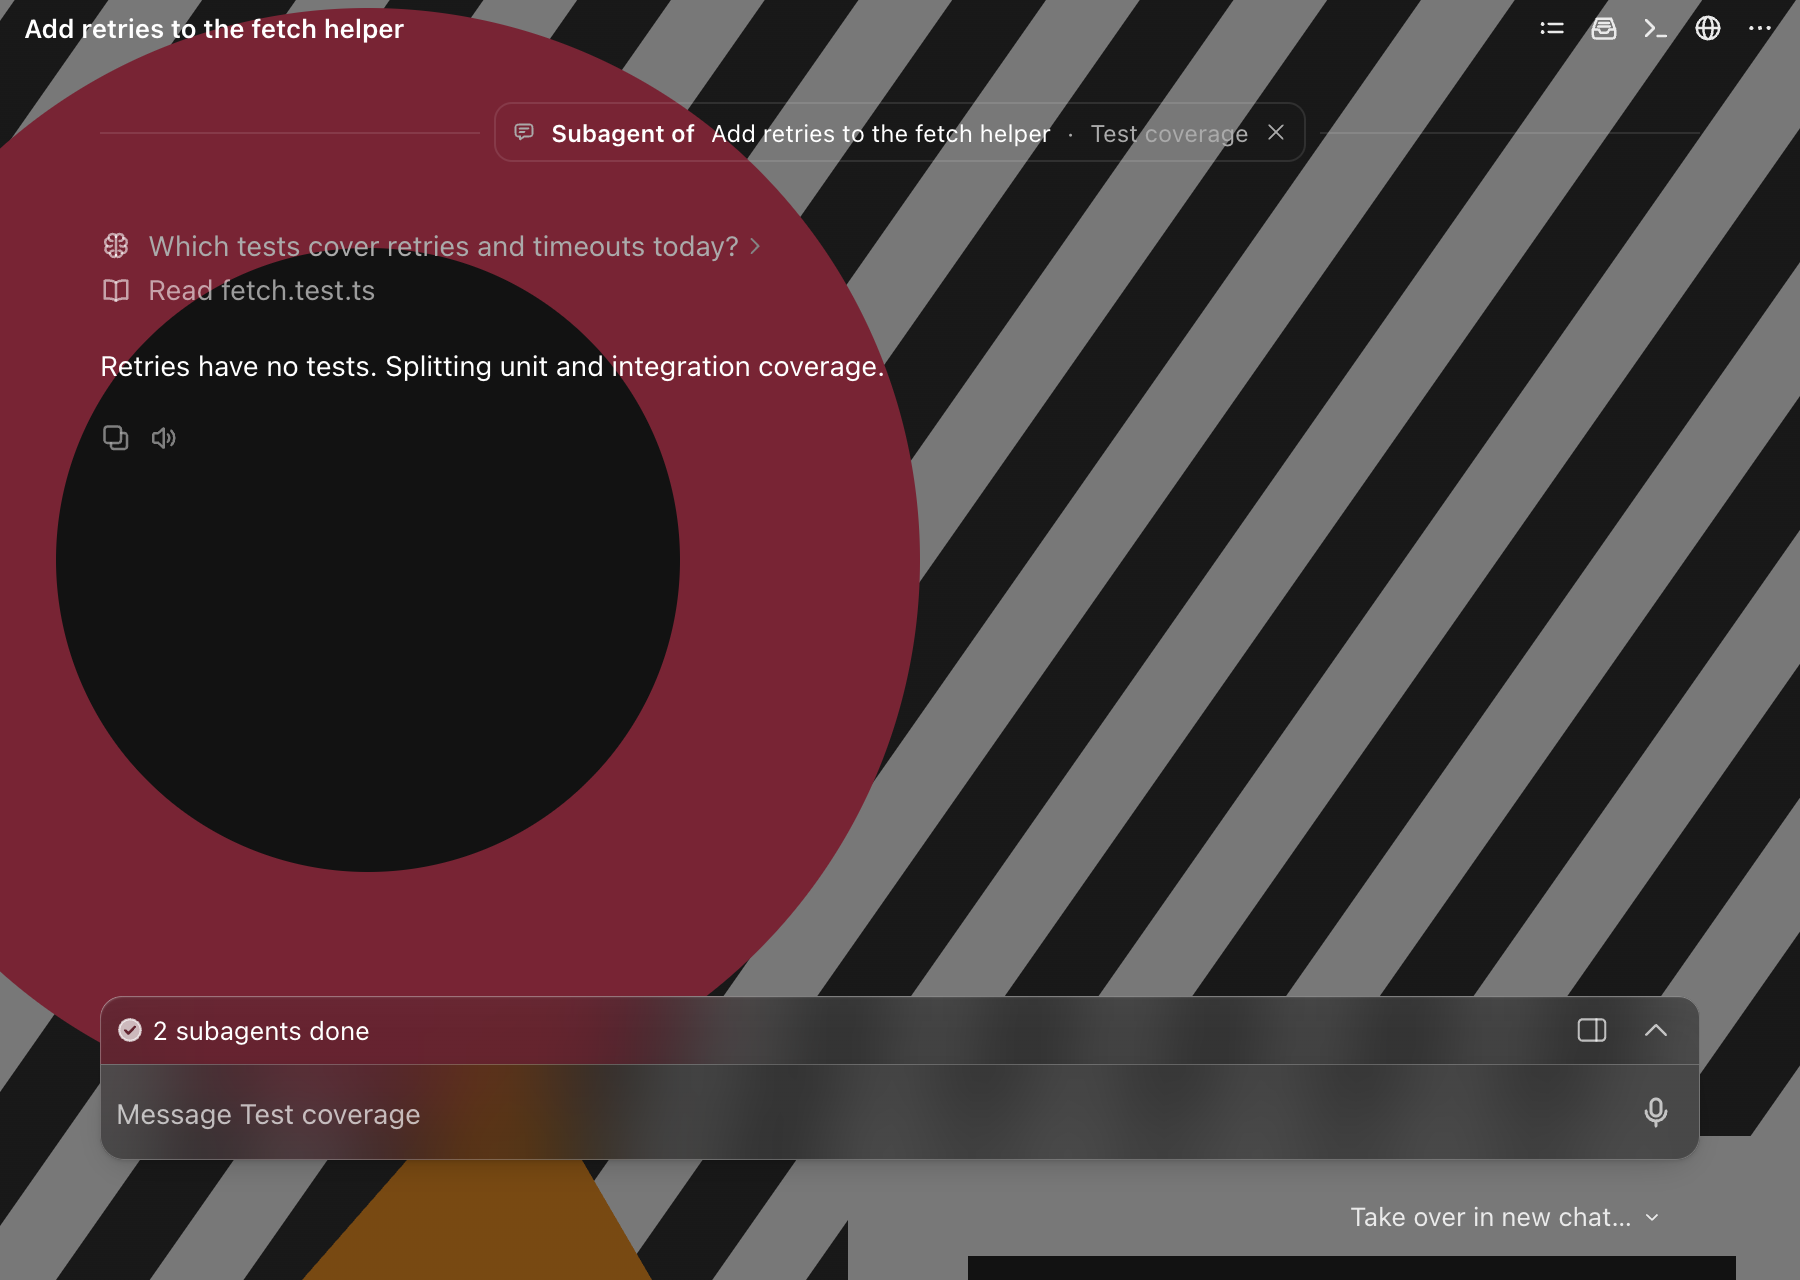 Add retries to the fetch helper
Subagent of Add retries to the fetch helper · Test coverage
Which tests cover retries and timeouts today?
Read fetch.test.ts
Retries have no tests. Splitting unit and integration coverage.
2 subagents done
Message Test coverage
Take over in new chat...